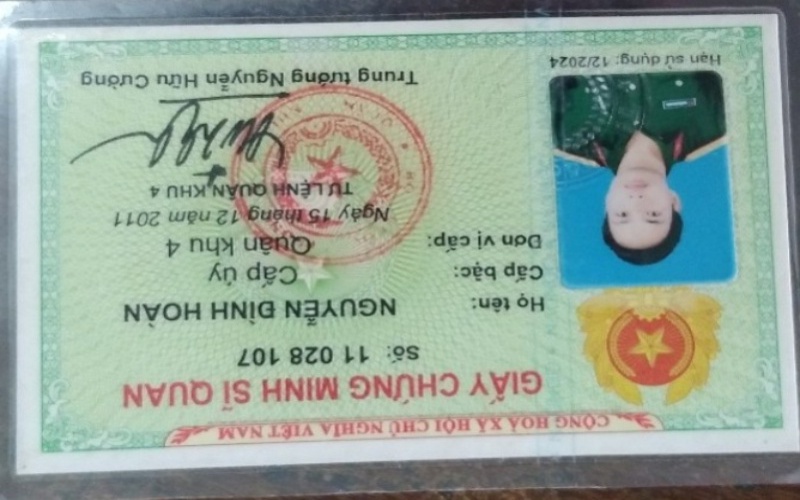 CỘNG HOÀ XÃ HỘI CHỦ NGHĨA VIỆT NAM
GIẤY CHỨNG MINH SĨ QUAN
Số: 11 028 107
Họ tên: NGUYỄN ĐÌNH HOÀN
Cấp bậc: Cấp úy
Đơn vị cấp: Quân khu 4
Ngày 15 tháng 12 năm 2011
TƯ LỆNH QUÂN KHU 4
Trung tướng Nguyễn Hữu Cường
Hạn sử dụng: 12/2024